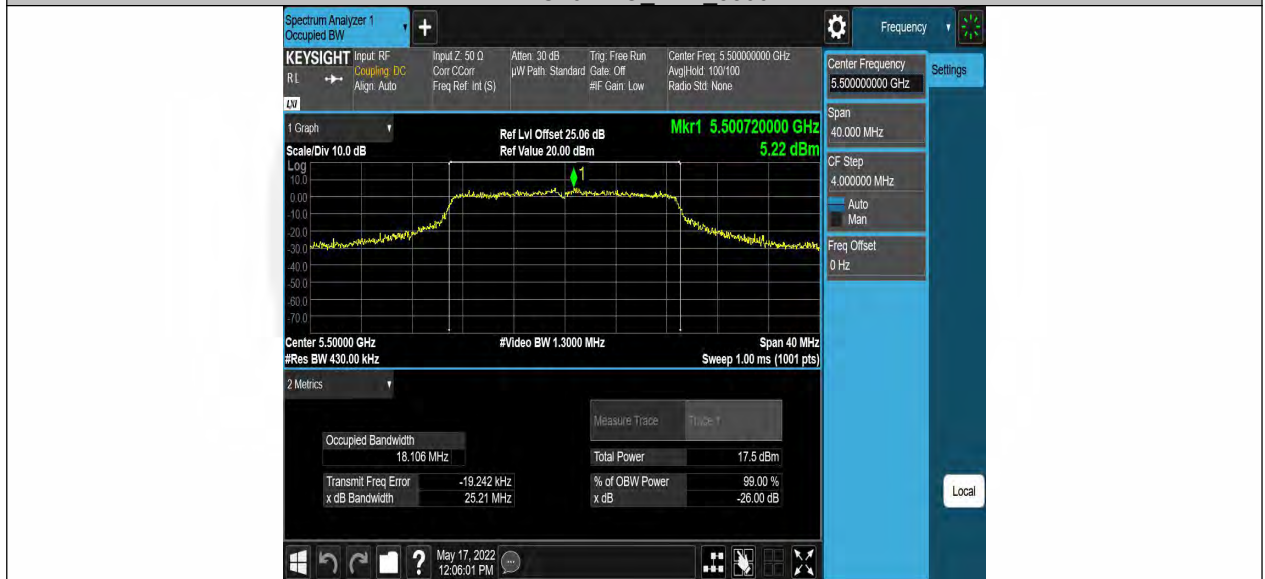 Spectrum Analyzer 1
Occupied BW
+
Frequency
KEYSIGHT
RL
LXI
Input: RF
Coupling: DC
Align: Auto
Input Z: 50 Ω
Corr CCorr
Freq Ref: Int (S)
Atten: 30 dB
µW Path: Standard
Trig: Free Run
Gate: Off
#IF Gain: Low
Center Freq: 5.500000000 GHz
Avg|Hold: 100/100
Radio Std: None
Center Frequency
5.500000000 GHz
Settings
Span
40.000 MHz
CF Step
4.000000 MHz
Auto
Man
Freq Offset
0 Hz
Local
1 Graph
Scale/Div 10.0 dB
Ref Lvl Offset 25.06 dB
Ref Value 20.00 dBm
Mkr1 5.500720000 GHz
5.22 dBm
Log
10.0
0.00
-10.0
-20.0
-30.0
-40.0
-50.0
-60.0
-70.0
1
Center 5.50000 GHz
#Video BW 1.3000 MHz
Span 40 MHz
#Res BW 430.00 kHz
Sweep 1.00 ms (1001 pts)
2 Metrics
Measure Trace
Trace 1
Occupied Bandwidth
18.106 MHz
Total Power 17.5 dBm
Transmit Freq Error -19.242 kHz
% of OBW Power 99.00 %
x dB Bandwidth 25.21 MHz
x dB -26.00 dB
?
May 17, 2022
12:06:01 PM